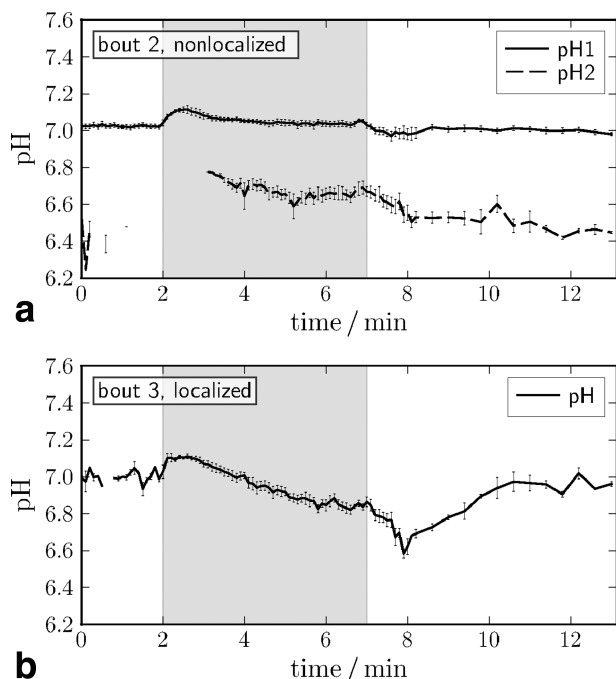 7.6
bout 2, nonlocalized
pH1
pH2
7.4
7.2
7.0
6.8
6.6
6.4
6.2
pH
0 2 4 6 8 10 12
time / min
a
7.6
bout 3, localized
pH
7.4
7.2
7.0
6.8
6.6
6.4
6.2
pH
0 2 4 6 8 10 12
time / min
b